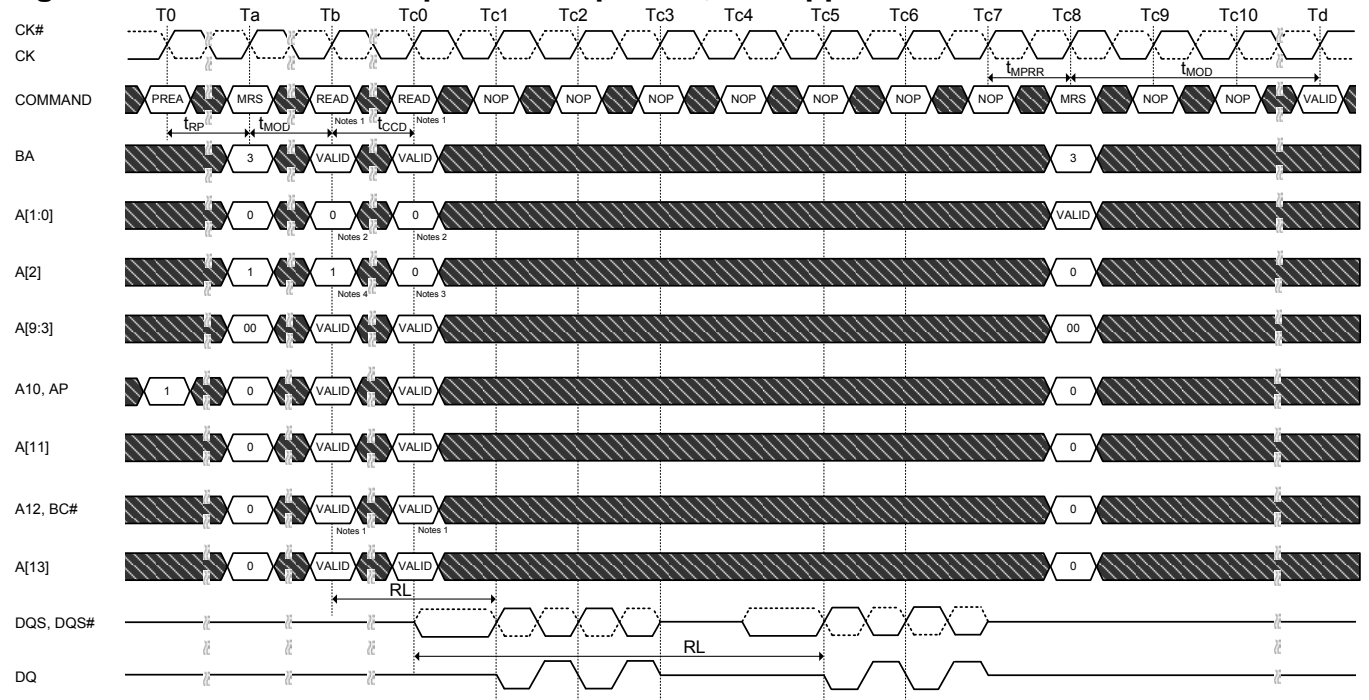 T0 Ta Tb Tc0 Tc1 Tc2 Tc3 Tc4 Tc5 Tc6 Tc7 Tc8 Tc9 Tc10 Td
CK#
CK
tMPRR tMOD
COMMAND PREA MRS READ READ NOP NOP NOP NOP NOP NOP NOP MRS NOP NOP VALID
Notes 1 Notes 1
tRP tMOD tCCD
BA 3 VALID VALID 3
A[1:0] 0 0 0 VALID
Notes 2 Notes 2
A[2] 1 1 0 0
Notes 4 Notes 3
A[9:3] 00 VALID VALID 00
A10, AP 1 0 VALID VALID 0
A[11] 0 VALID VALID 0
A12, BC# 0 VALID VALID 0
Notes 1 Notes 1
A[13] 0 VALID VALID 0
RL
DQS, DQS#
RL
DQ